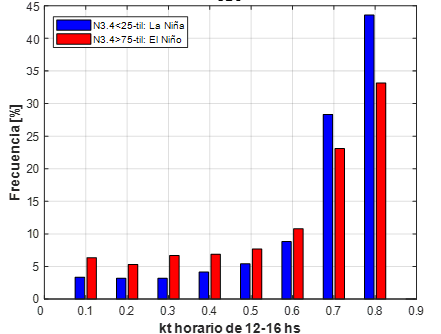 45
40
35
30
25
20
15
10
5
0
Frecuencia [%]
N3.4<25-til: La Niña
N3.4>75-til: El Niño
0 0.1 0.2 0.3 0.4 0.5 0.6 0.7 0.8 0.9
kt horario de 12-16 hs